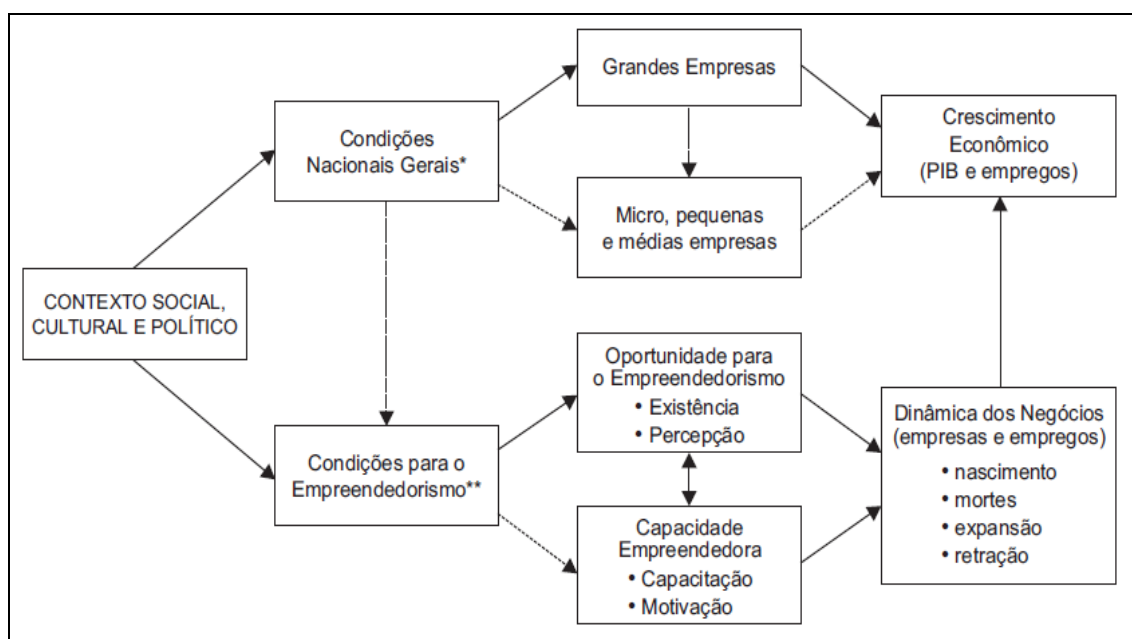 Grandes Empresas
Condições
Nacionais Gerais*
Crescimento
Econômico
(PIB e empregos)
Micro, pequenas
e médias empresas
CONTEXTO SOCIAL,
CULTURAL E POLÍTICO
Oportunidade para
o Empreendedorismo
• Existência
• Percepção
Condições para o
Empreendedorismo**
Capacidade
Empreendedora
• Capacitação
• Motivação
Dinâmica dos Negócios
(empresas e empregos)
• nascimento
• mortes
• expansão
• retração